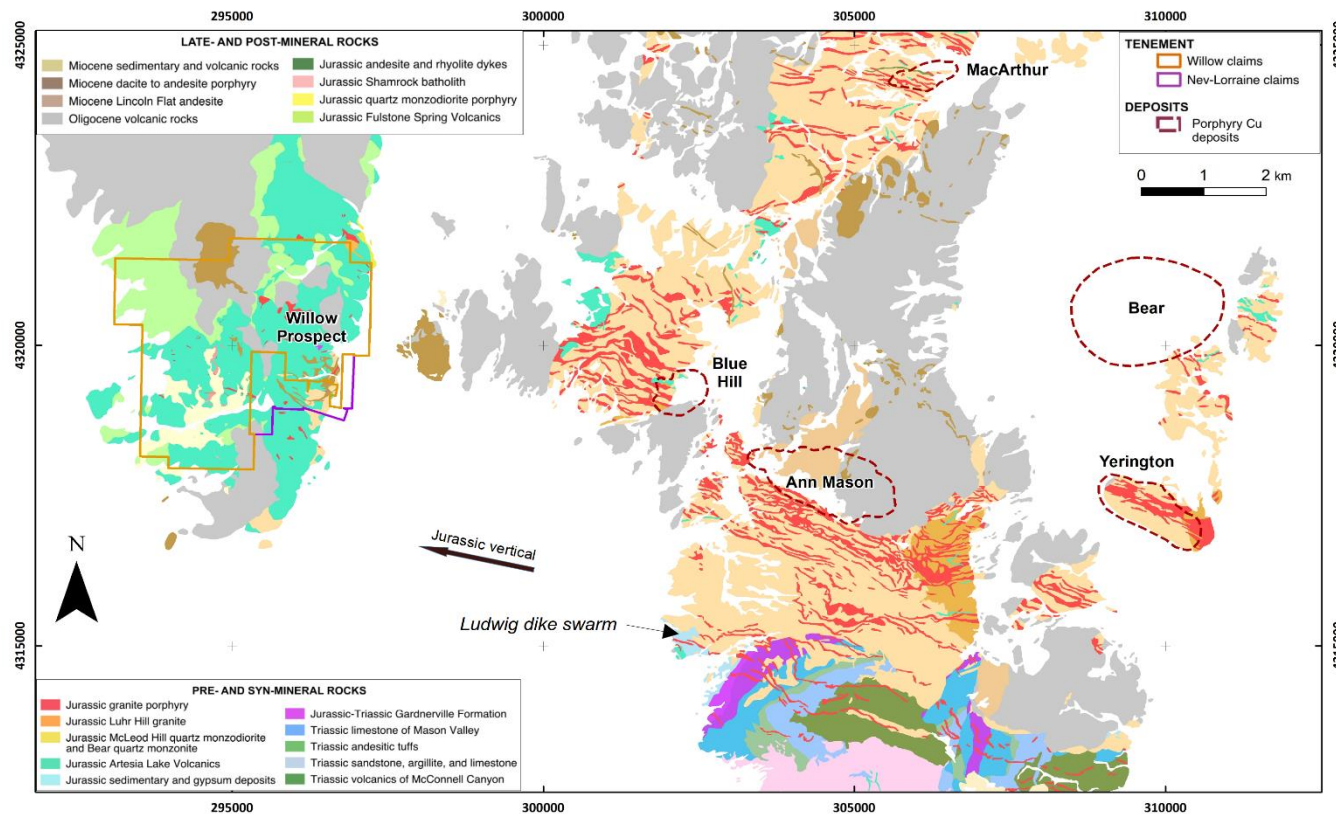 295000
300000
305000
310000
4325000
LATE- AND POST-MINERAL ROCKS
Miocene sedimentary and volcanic rocks
Miocene dacite to andesite porphyry
Miocene Lincoln Flat andesite
Oligocene volcanic rocks
Jurassic andesite and rhyolite dykes
Jurassic Shamrock batholith
Jurassic quartz monzodiorite porphyry
Jurassic Fulstone Spring Volcanics
MacArthur
TENEMENT
Willow claims
Nev-Lorraine claims
DEPOSITS
Porphyry Cu
deposits
0 1 2 km
Willow
Prospect
4320000
Blue
Hill
Bear
Ann Mason
Yerington
Jurassic vertical
N
Ludwig dike swarm
4315000
4315000
PRE- AND SYN-MINERAL ROCKS
Jurassic granite porphyry
Jurassic Luhr Hill granite
Jurassic McLeod Hill quartz monzodiorite
and Bear quartz monzonite
Jurassic Artesia Lake Volcanics
Jurassic sedimentary and gypsum deposits
Jurassic-Triassic Gardnerville Formation
Triassic limestone of Mason Valley
Triassic andesitic tuffs
Triassic sandstone, argillite, and limestone
Triassic volcanics of McConnell Canyon
295000
300000
305000
310000